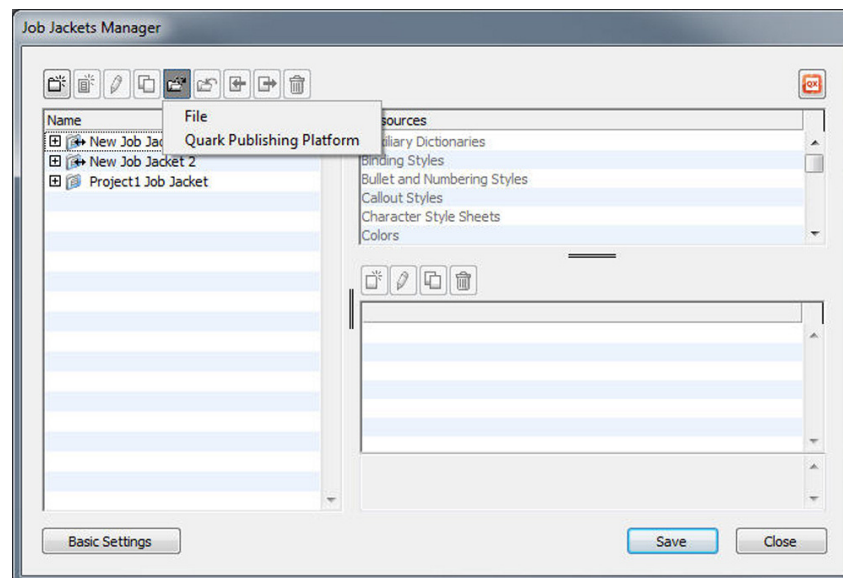 Job Jackets Manager
QX
File
Quark Publishing Platform
Name
sources
New Job Jac
iliary Dictionaries
New Job Jacket 2
Binding Styles
Project1 Job Jacket
Bullet and Numbering Styles
Callout Styles
Character Style Sheets
Colors
Basic Settings
Save
Close